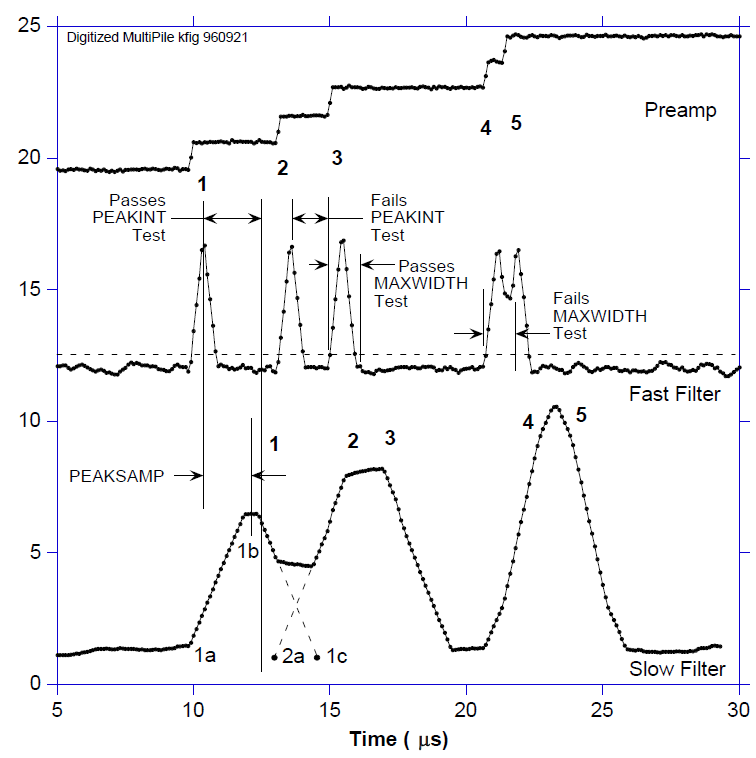 25
Digitized MultiPile kfig 960921
Preamp
4 5
20
2 3
1
Passes
PEAKINT
Test
Fails
PEAKINT
Test
Passes
MAXWIDTH
Test
15
Fails
MAXWIDTH
Test
Fast Filter
10
1 2 3 4 5
PEAKSAMP
5
1b
1a 2a 1c
Slow Filter
0
5 10 15 20 25 30
Time ( μs)